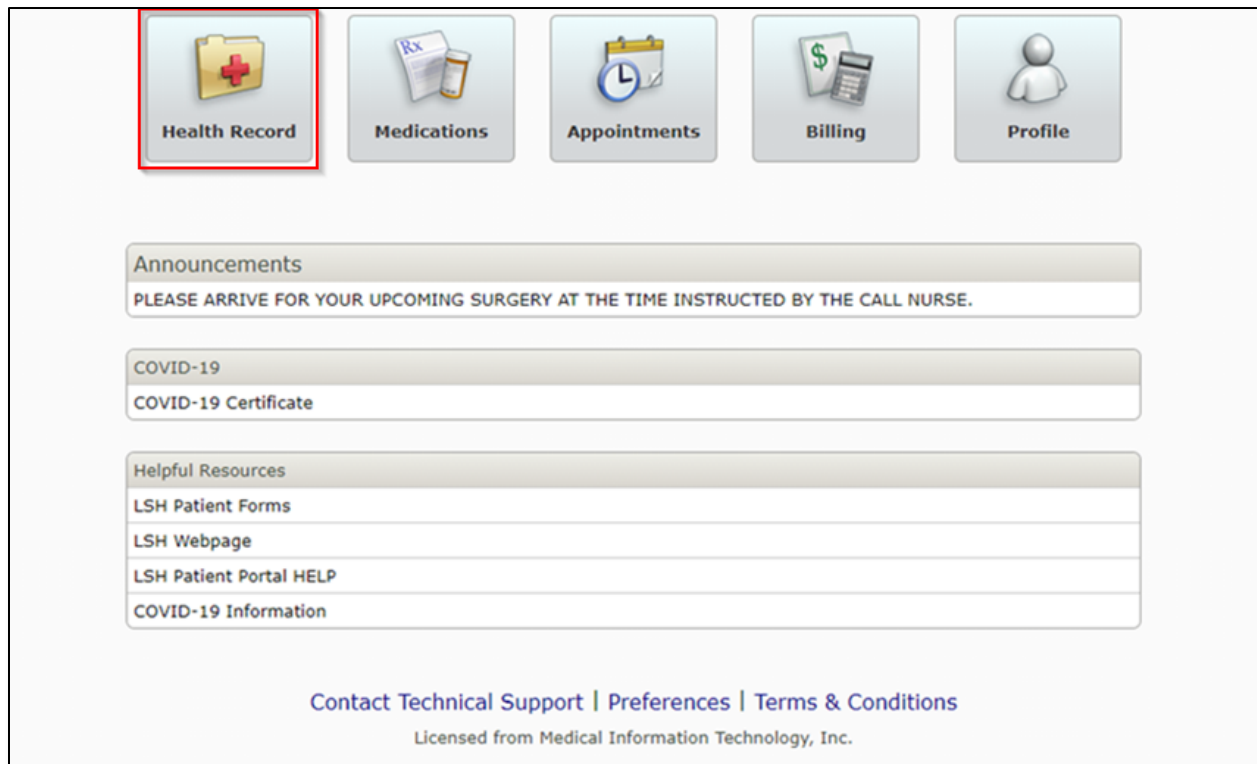 Rx
$
Health Record
Medications
Appointments
Billing
Profile
Announcements
PLEASE ARRIVE FOR YOUR UPCOMING SURGERY AT THE TIME INSTRUCTED BY THE CALL NURSE.
COVID-19
COVID-19 Certificate
Helpful Resources
LSH Patient Forms
LSH Webpage
LSH Patient Portal HELP
COVID-19 Information
Contact Technical Support | Preferences | Terms & Conditions
Licensed from Medical Information Technology, Inc.